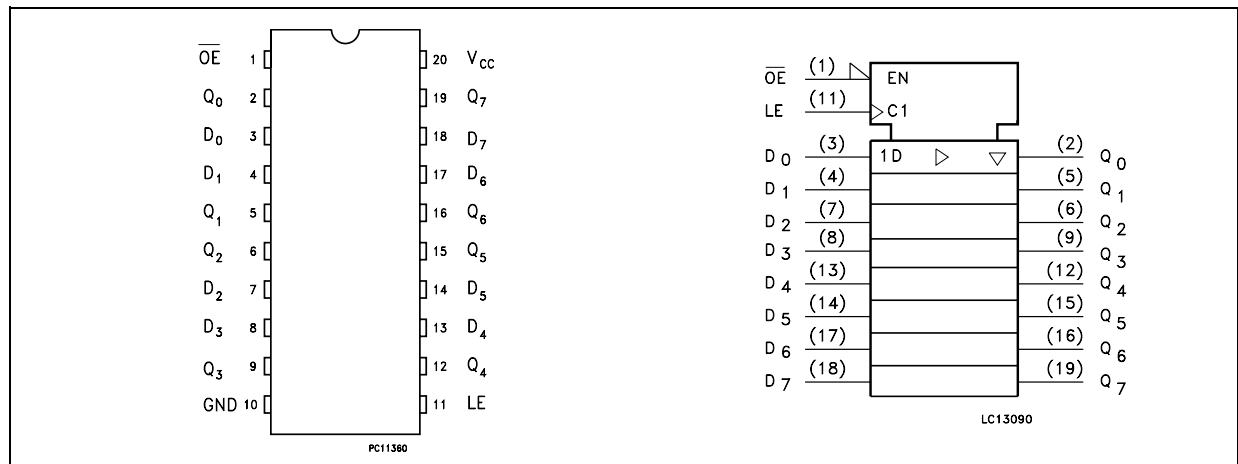 OE 1 20 VCC
Q0 2 19 Q7
D0 3 18 D7
D1 4 17 D6
Q1 5 16 Q6
Q2 6 15 Q5
D2 7 14 D5
D3 8 13 D4
Q3 9 12 Q4
GND 10 11 LE
PC11360
OE (1) EN
LE (11) C1
D0 (3) 1D (2) Q0
D1 (4) (5) Q1
D2 (7) (6) Q2
D3 (8) (9) Q3
D4 (13) (12) Q4
D5 (14) (15) Q5
D6 (17) (16) Q6
D7 (18) (19) Q7
LC13090